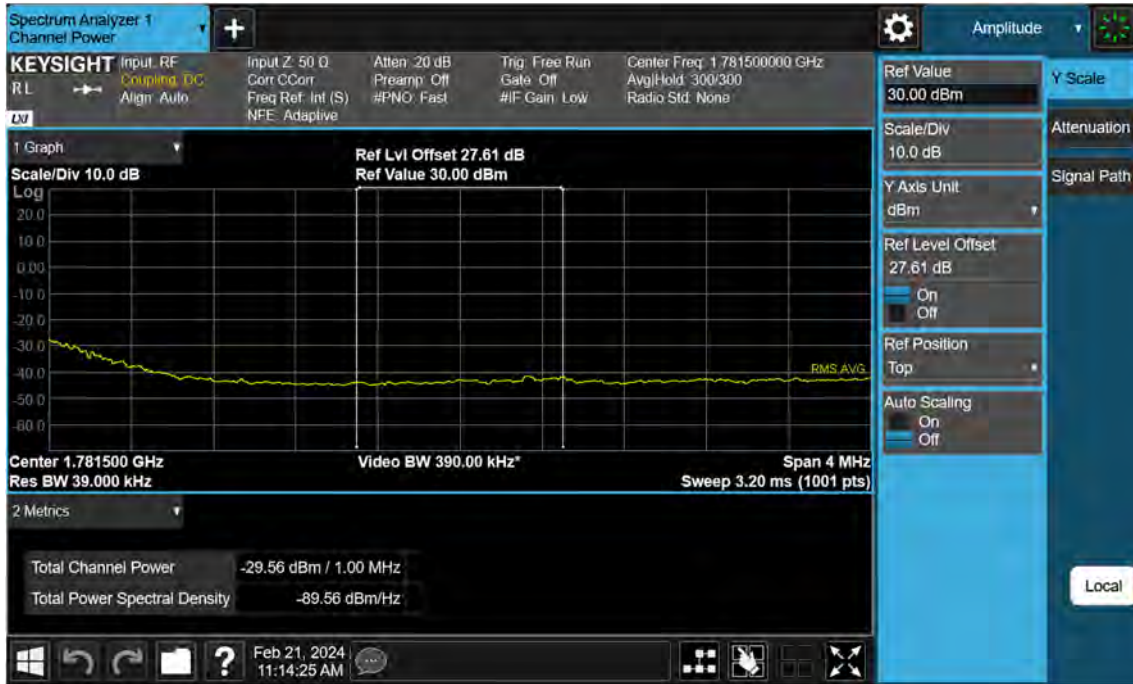 Spectrum Analyzer 1
Channel Power
+
Amplitude
KEYSIGHT
RL
LXI
Input: RF
Coupling: DC
Align: Auto
Input Z: 50 Ω
Corr CCorr
Freq Ref: Int (S)
NFE: Adaptive
Atten: 20 dB
Preamp: Off
#PNO: Fast
Trig: Free Run
Gate: Off
#IF Gain: Low
Center Freq: 1.781500000 GHz
Avg|Hold: 300/300
Radio Std: None
1 Graph
Scale/Div 10.0 dB
Ref Lvl Offset 27.61 dB
Ref Value 30.00 dBm
Log
20.0
10.0
0.00
-10.0
-20.0
-30.0
-40.0
-50.0
-60.0
RMS AVG
Center 1.781500 GHz
Res BW 39.000 kHz
Video BW 390.00 kHz*
Span 4 MHz
Sweep 3.20 ms (1001 pts)
2 Metrics
Total Channel Power -29.56 dBm / 1.00 MHz
Total Power Spectral Density -89.56 dBm/Hz
?
Feb 21, 2024
11:14:25 AM
Ref Value
30.00 dBm
Scale/Div
10.0 dB
Y Axis Unit
dBm
Ref Level Offset
27.61 dB
On
Off
Ref Position
Top
Auto Scaling
On
Off
Y Scale
Attenuation
Signal Path
Local